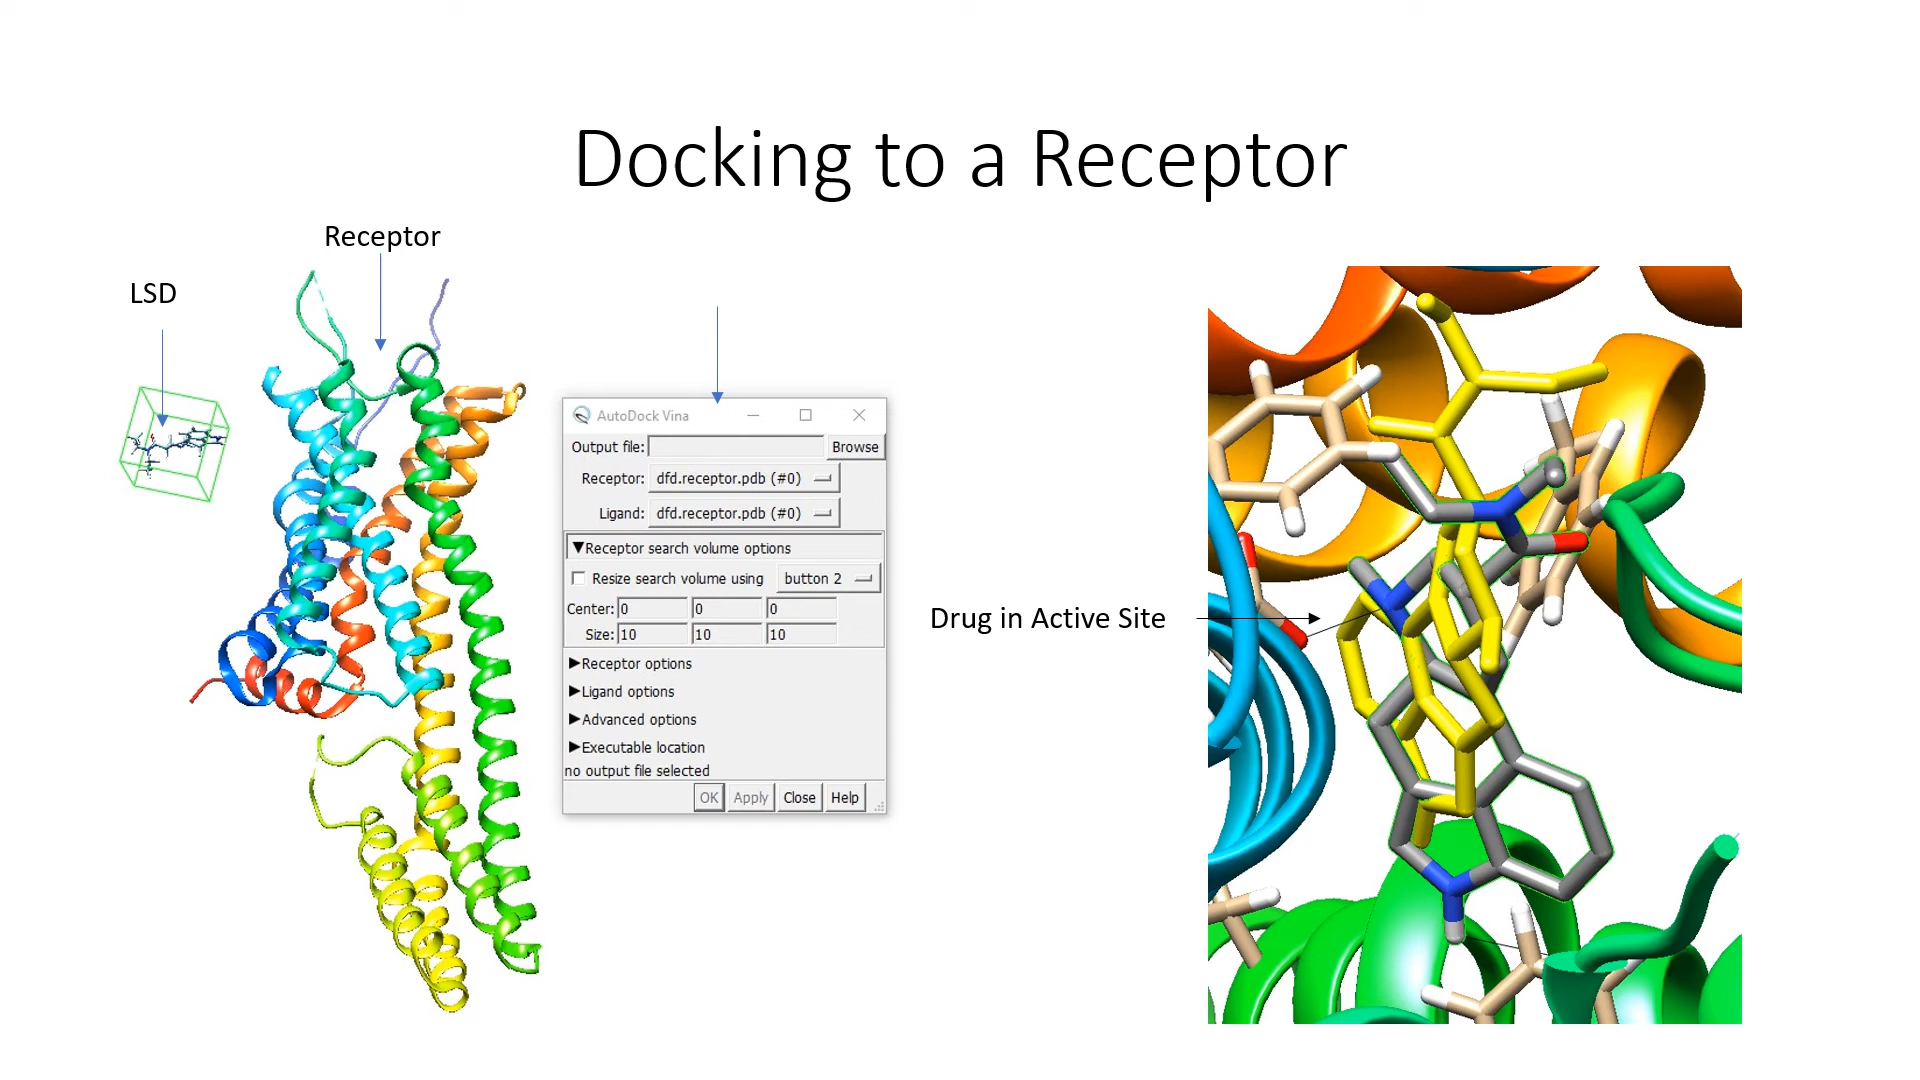 Docking to a Receptor
Receptor
LSD
AutoDock Vina
Output file: Browse
Receptor: dfd.receptor.pdb (#0)
Ligand: dfd.receptor.pdb (#0)
Receptor search volume options
Resize search volume using button 2
Center: 0 0 0
Size: 10 10 10
Receptor options
Ligand options
Advanced options
Executable location
no output file selected
OK Apply Close Help
Drug in Active Site